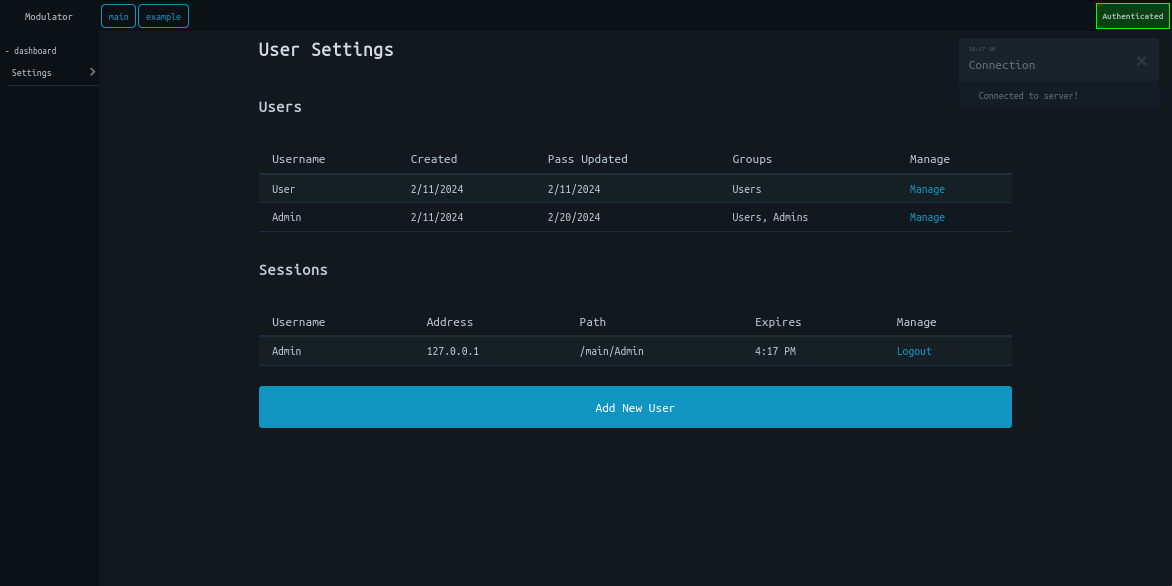 Modulator main example Authenticated
- dashboard
Settings
User Settings
10:17 AM
Connection
Connected to server!
Users
Username Created Pass Updated Groups Manage
User 2/11/2024 2/11/2024 Users Manage
Admin 2/11/2024 2/20/2024 Users, Admins Manage
Sessions
Username Address Path Expires Manage
Admin 127.0.0.1 /main/Admin 4:17 PM Logout
Add New User